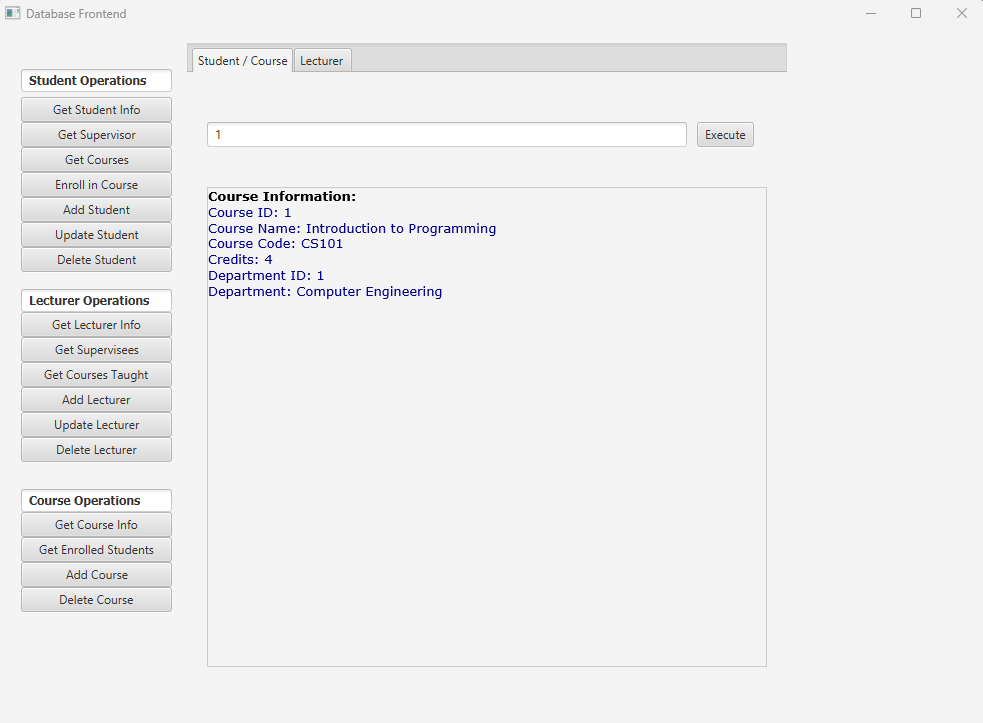 Database Frontend
Student / Course
Lecturer
Student Operations
Get Student Info
Get Supervisor
Get Courses
Enroll in Course
Add Student
Update Student
Delete Student
Lecturer Operations
Get Lecturer Info
Get Supervisees
Get Courses Taught
Add Lecturer
Update Lecturer
Delete Lecturer
Course Operations
Get Course Info
Get Enrolled Students
Add Course
Delete Course
1
Execute
Course Information:
Course ID: 1
Course Name: Introduction to Programming
Course Code: CS101
Credits: 4
Department ID: 1
Department: Computer Engineering